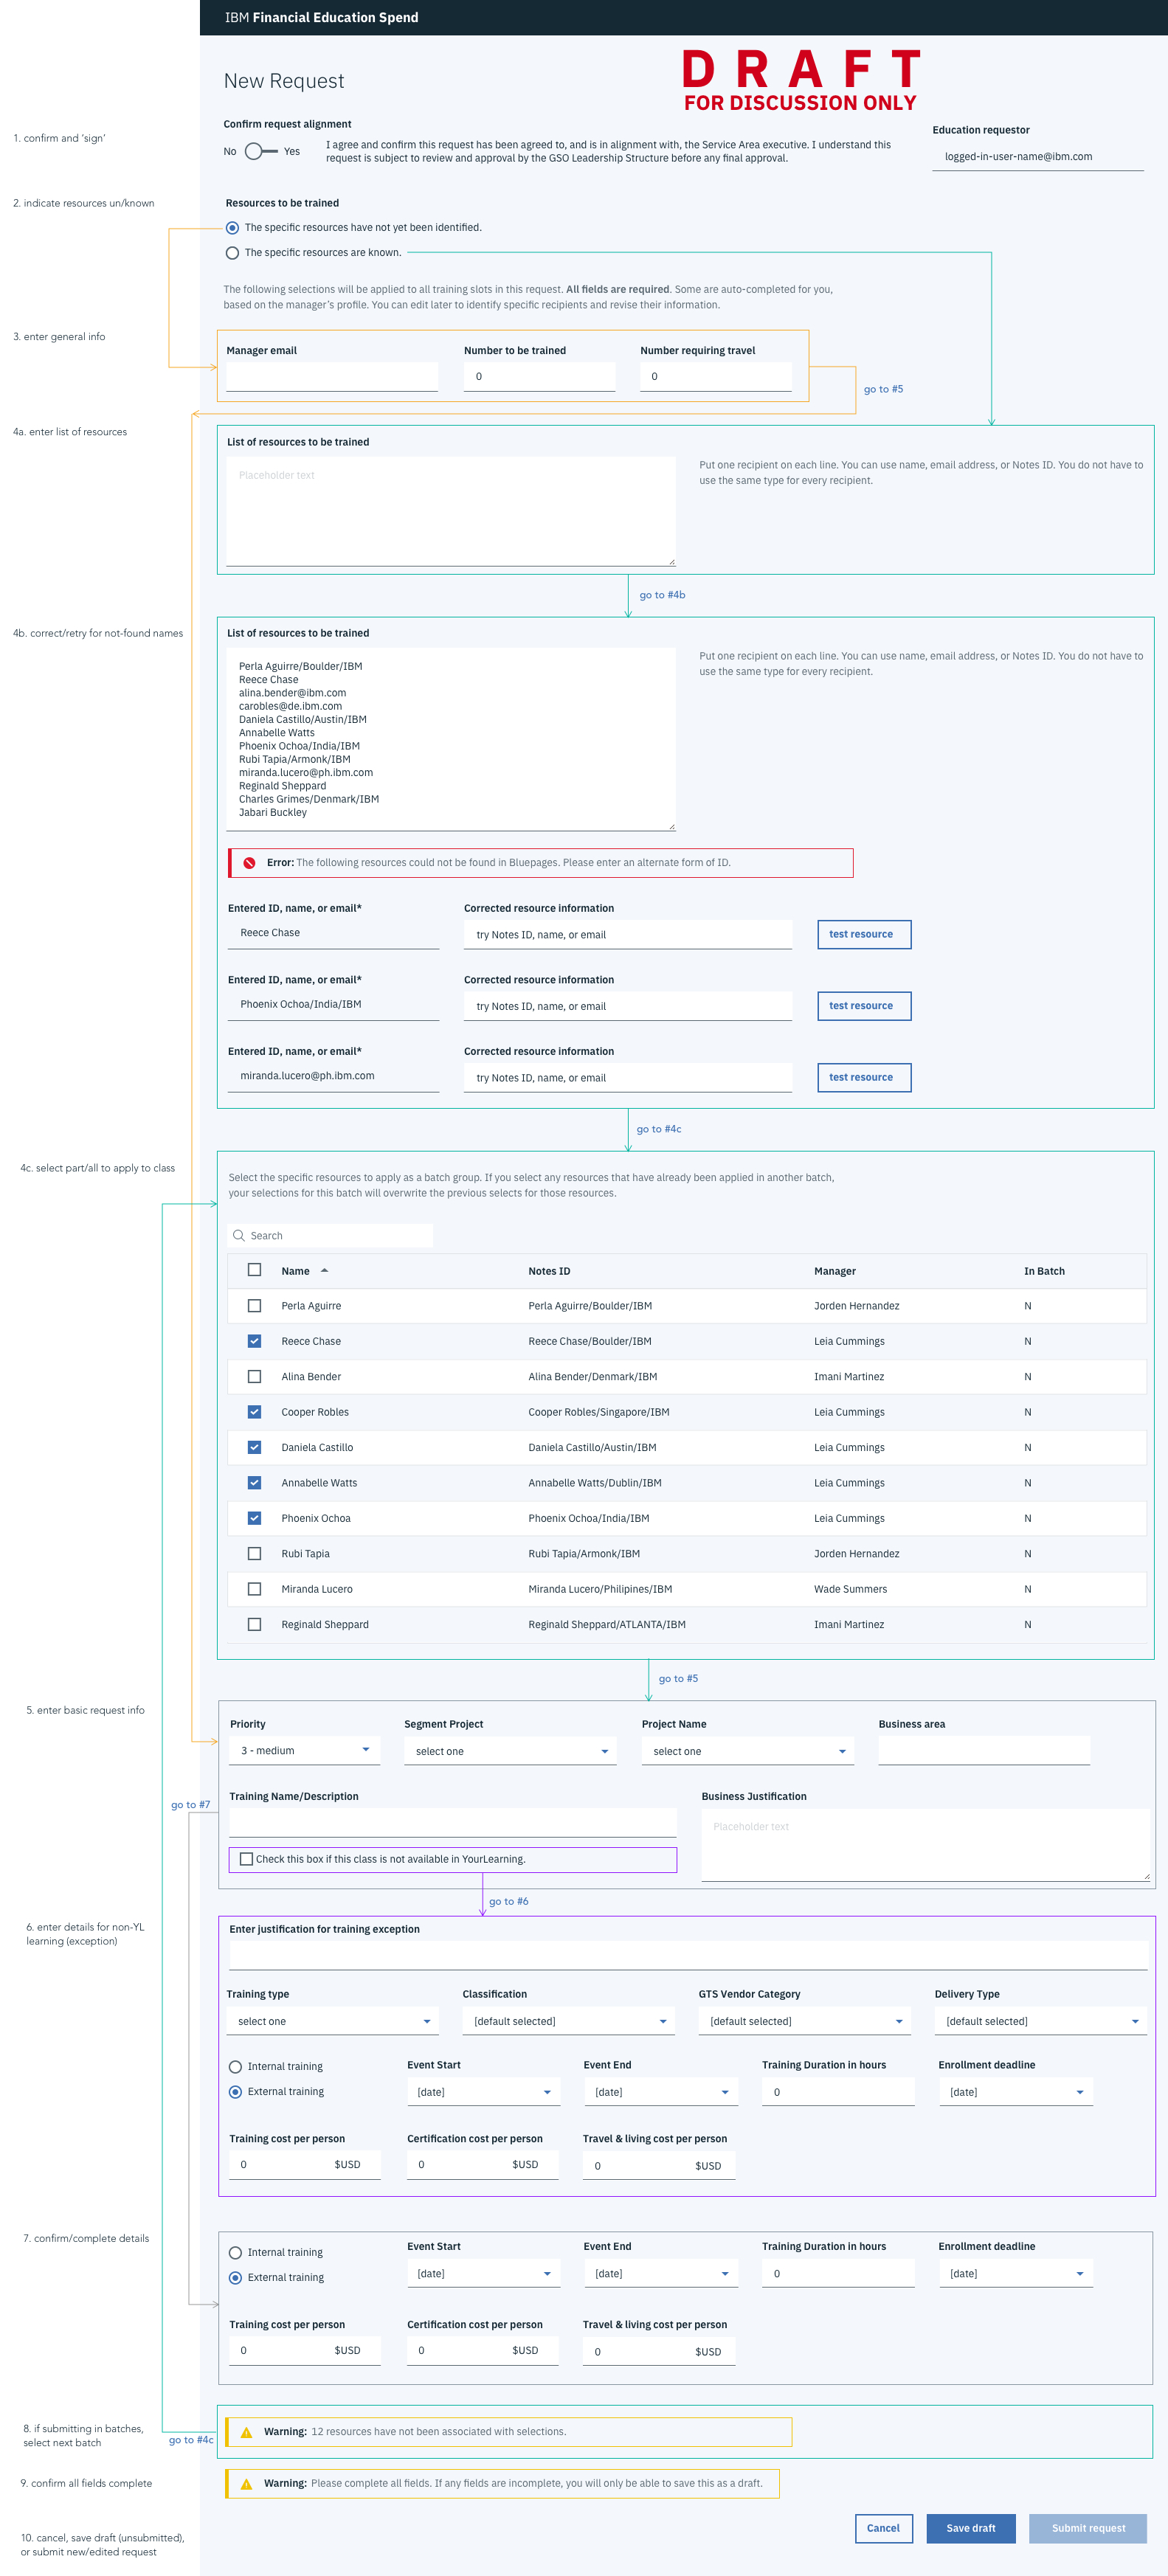 IBM Financial Education Spend
New Request
DRAFT
FOR DISCUSSION ONLY
1. confirm and ‘sign’
Confirm request alignment
No Yes
I agree and confirm this request has been agreed to, and is in alignment with, the Service Area executive. I understand this
request is subject to review and approval by the GSO Leadership Structure before any final approval.
Education requestor
logged-in-user-name@ibm.com
2. indicate resources un/known
Resources to be trained
The specific resources have not yet been identified.
The specific resources are known.
The following selections will be applied to all training slots in this request. All fields are required. Some are auto-completed for you,
based on the manager’s profile. You can edit later to identify specific recipients and revise their information.
3. enter general info
Manager email Number to be trained Number requiring travel
0 0
go to #5
4a. enter list of resources
List of resources to be trained
Placeholder text
Put one recipient on each line. You can use name, email address, or Notes ID. You do not have to
use the same type for every recipient.
go to #4b
4b. correct/retry for not-found names
List of resources to be trained
Perla Aguirre/Boulder/IBM
Reece Chase
alina.bender@ibm.com
carobles@de.ibm.com
Daniela Castillo/Austin/IBM
Annabelle Watts
Phoenix Ochoa/India/IBM
Rubi Tapia/Armonk/IBM
miranda.lucero@ph.ibm.com
Reginald Sheppard
Charles Grimes/Denmark/IBM
Jabari Buckley
Put one recipient on each line. You can use name, email address, or Notes ID. You do not have to
use the same type for every recipient.
Error: The following resources could not be found in Bluepages. Please enter an alternate form of ID.
Entered ID, name, or email* Corrected resource information
Reece Chase try Notes ID, name, or email test resource
Entered ID, name, or email* Corrected resource information
Phoenix Ochoa/India/IBM try Notes ID, name, or email test resource
Entered ID, name, or email* Corrected resource information
miranda.lucero@ph.ibm.com try Notes ID, name, or email test resource
go to #4c
4c. select part/all to apply to class
Select the specific resources to apply as a batch group. If you select any resources that have already been applied in another batch,
your selections for this batch will overwrite the previous selects for those resources.
Search
Name Notes ID Manager In Batch
Perla Aguirre Perla Aguirre/Boulder/IBM Jorden Hernandez N
Reece Chase Reece Chase/Boulder/IBM Leia Cummings N
Alina Bender Alina Bender/Denmark/IBM Imani Martinez N
Cooper Robles Cooper Robles/Singapore/IBM Leia Cummings N
Daniela Castillo Daniela Castillo/Austin/IBM Leia Cummings N
Annabelle Watts Annabelle Watts/Dublin/IBM Leia Cummings N
Phoenix Ochoa Phoenix Ochoa/India/IBM Leia Cummings N
Rubi Tapia Rubi Tapia/Armonk/IBM Jorden Hernandez N
Miranda Lucero Miranda Lucero/Philipines/IBM Wade Summers N
Reginald Sheppard Reginald Sheppard/ATLANTA/IBM Imani Martinez N
go to #5
5. enter basic request info
Priority Segment Project Project Name Business area
3 - medium select one select one
go to #7
Training Name/Description Business Justification
Placeholder text
Check this box if this class is not available in YourLearning.
go to #6
6. enter details for non-YL
learning (exception)
Enter justification for training exception
Training type Classification GTS Vendor Category Delivery Type
select one [default selected] [default selected] [default selected]
Internal training
External training
Event Start Event End Training Duration in hours Enrollment deadline
[date] [date] 0 [date]
Training cost per person Certification cost per person Travel & living cost per person
0 $USD 0 $USD 0 $USD
7. confirm/complete details
Internal training
External training
Event Start Event End Training Duration in hours Enrollment deadline
[date] [date] 0 [date]
Training cost per person Certification cost per person Travel & living cost per person
0 $USD 0 $USD 0 $USD
8. if submitting in batches,
select next batch
go to #4c
Warning: 12 resources have not been associated with selections.
9. confirm all fields complete
Warning: Please complete all fields. If any fields are incomplete, you will only be able to save this as a draft.
10. cancel, save draft (unsubmitted),
or submit new/edited request
Cancel Save draft Submit request